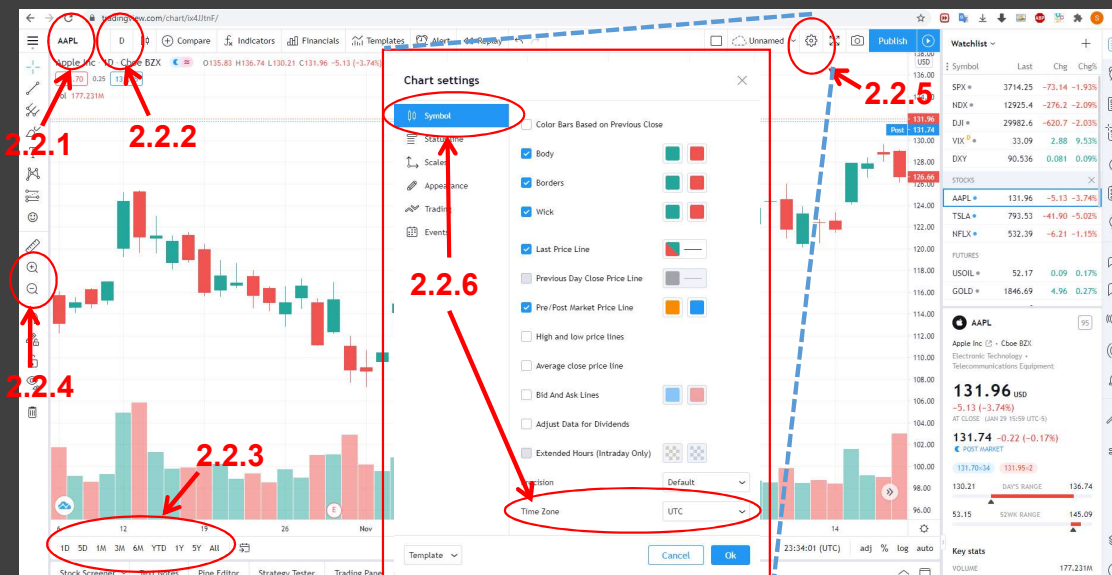 tradingview.com/chart/ix4JJtnF/
AAPL D Compare Indicators Financials Templates Alert Replay Unnamed Publish
Apple Inc · 1D · Cboe BZX O135.83 H136.74 L130.21 C131.96 −5.13 (−3.74%)
0.25
177.231M
2.2.1
2.2.2
2.2.3
2.2.4
2.2.5
2.2.6
Chart settings
Symbol
Status line
Scales
Appearance
Trading
Events
Color Bars Based on Previous Close
Body
Borders
Wick
Last Price Line
Previous Day Close Price Line
Pre/Post Market Price Line
High and low price lines
Average close price line
Bid And Ask Lines
Adjust Data for Dividends
Extended Hours (Intraday Only)
Precision Default
Time Zone UTC
Template Cancel Ok
138.00
USD
136.00
131.96
Post 131.74
130.00
128.00
126.66
126.00
124.00
122.00
120.00
118.00
116.00
114.00
112.00
110.00
108.00
106.00
104.00
102.00
100.00
98.00
96.00
E
6 12 19 26 Nov 14
1D 5D 1M 3M 6M YTD 1Y 5Y All
23:34:01 (UTC) adj % log auto
Stock Screener Text Notes Pine Editor Strategy Tester Trading Panel
Watchlist
Symbol Last Chg Chg%
SPX 3714.25 −73.14 −1.93%
NDX 12925.4 −276.2 −2.09%
DJI 29982.6 −620.7 −2.03%
VIX D 33.09 2.88 9.53%
DXY 90.536 0.081 0.09%
STOCKS
AAPL 131.96 −5.13 −3.74%
TSLA 793.53 −41.90 −5.02%
NFLX 532.39 −6.21 −1.15%
FUTURES
USOIL 52.17 0.09 0.17%
GOLD 1846.69 4.96 0.27%
AAPL 95
Apple Inc · Cboe BZX
Electronic Technology •
Telecommunications Equipment
131.96 USD
−5.13 (−3.74%)
AT CLOSE (JAN 29 15:59 UTC-5)
131.74 −0.22 (−0.17%)
POST MARKET
131.70×34 131.95×2
130.21 DAY'S RANGE 136.74
53.15 52WK RANGE 145.09
Key stats
VOLUME 177.231M